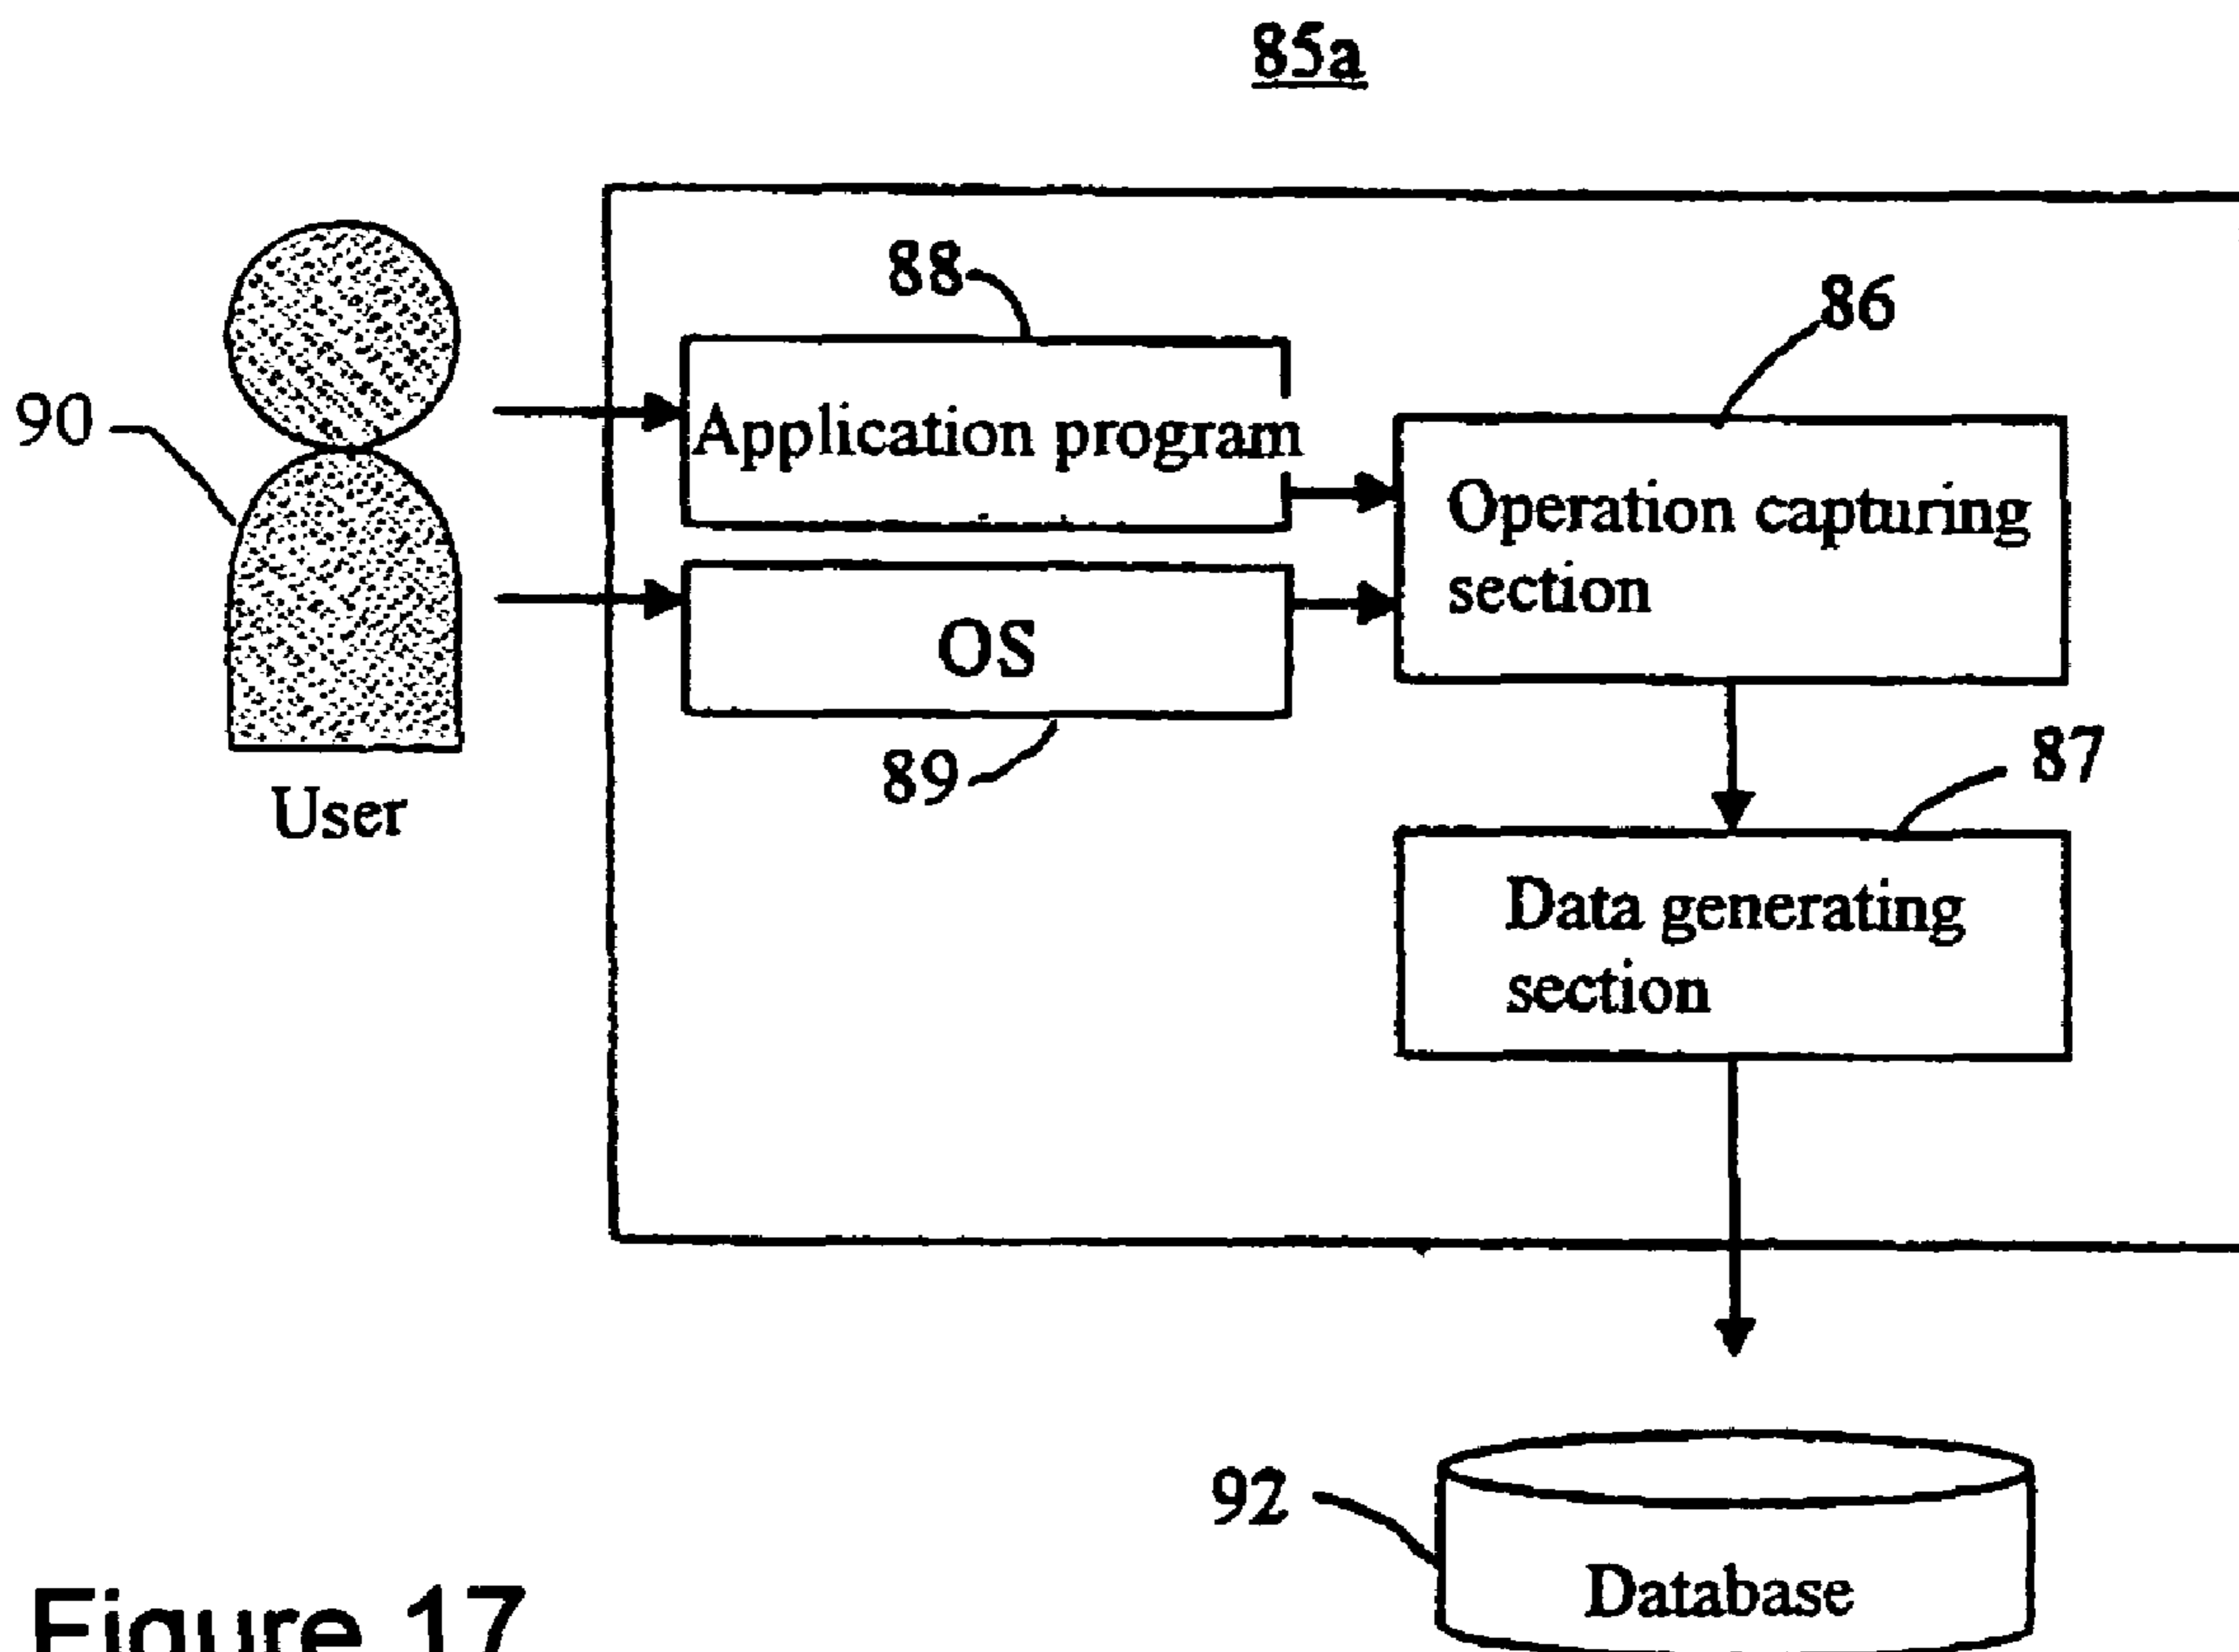 85a
88
86
90
Application program
Operation capturing
section
OS
89
87
User
Data generating
section
92
Database
Figure 17